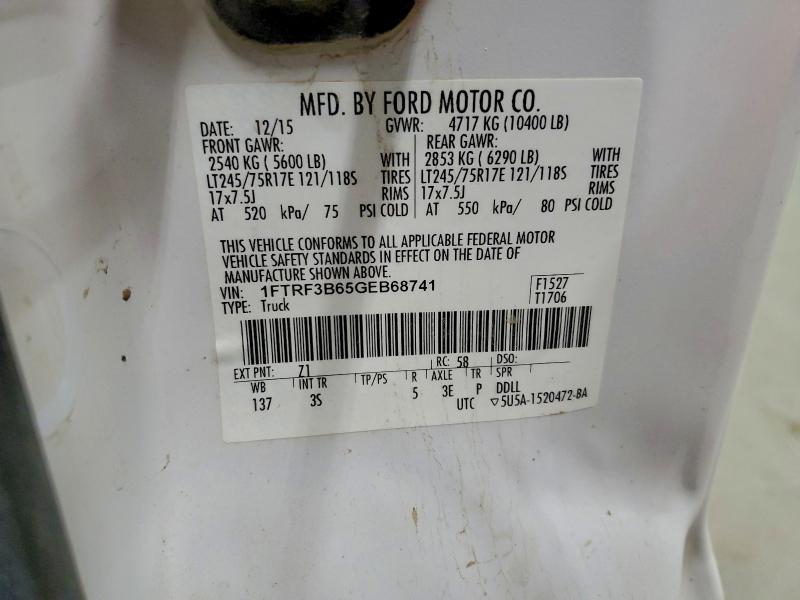 MFD. BY FORD MOTOR CO.
DATE: 12/15 GVWR: 4717 KG (10400 LB)
FRONT GAWR: REAR GAWR:
2540 KG ( 5600 LB) WITH 2853 KG ( 6290 LB) WITH
LT245/75R17E 121/118S TIRES LT245/75R17E 121/118S TIRES
17x7.5J RIMS 17x7.5J RIMS
AT 520 kPa/ 75 PSI COLD AT 550 kPa/ 80 PSI COLD
THIS VEHICLE CONFORMS TO ALL APPLICABLE FEDERAL MOTOR
VEHICLE SAFETY STANDARDS IN EFFECT ON THE DATE OF
MANUFACTURE SHOWN ABOVE.
VIN: 1FTRF3B65GEB68741 F1527
TYPE: Truck T1706
EXT PNT: Z1 RC: 58 DSO:
WB INT TR TP/PS R AXLE TR SPR
137 3S 5 3E P DDLL
UTC ▽5U5A-1520472-BA